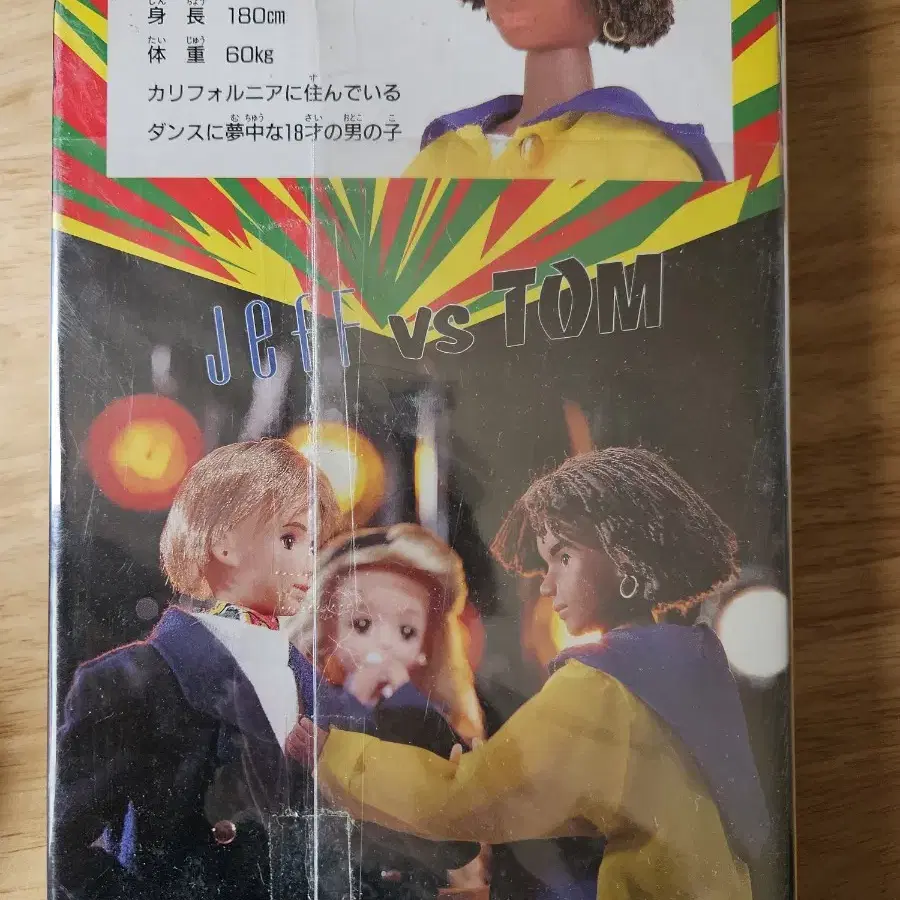 身長 180cm
体重 60kg
カリフォルニアに住んでいる
ダンスに夢中な18才の男の子
Jeff vs TOM